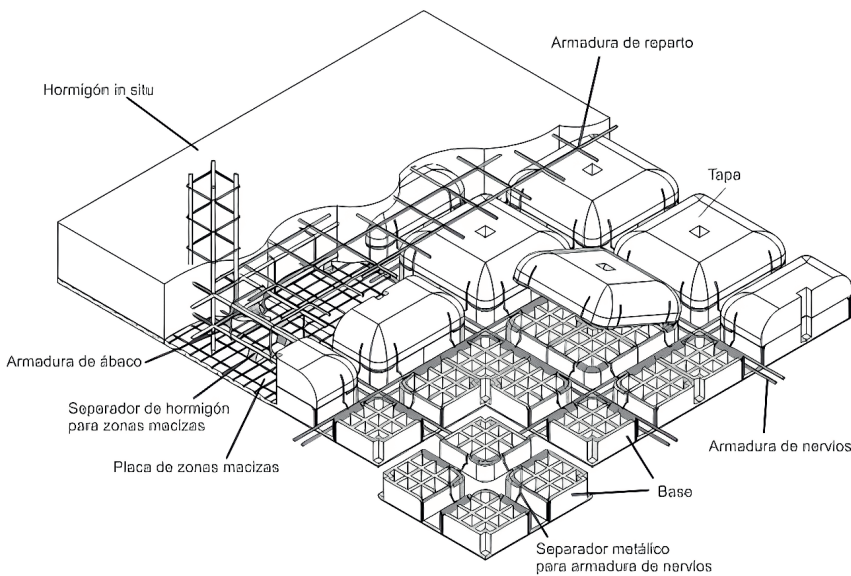 Armadura de reparto
Hormigón in situ
Tapa
Armadura de ábaco
Separador de hormigón
para zonas macizas
Placa de zonas macizas
Armadura de nervios
Base
Separador metálico
para armadura de nervios